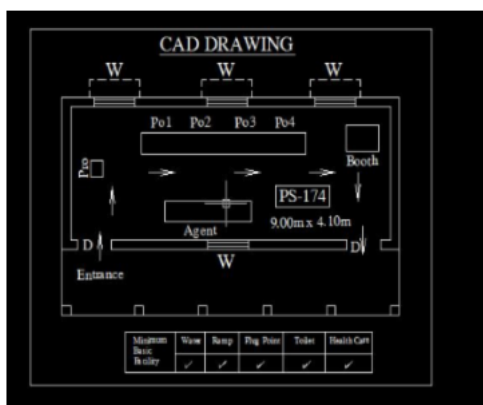 CAD DRAWING
W W W
Po1 Po2 Po3 Po4
Pro
Booth
PS-174
9.00m x 4.10m
Agent
D D
W
Entrance
Minimum Basic Facility Water Ramp Plug Point Toilet Health Care
✓ ✓ ✓ ✓ ✓